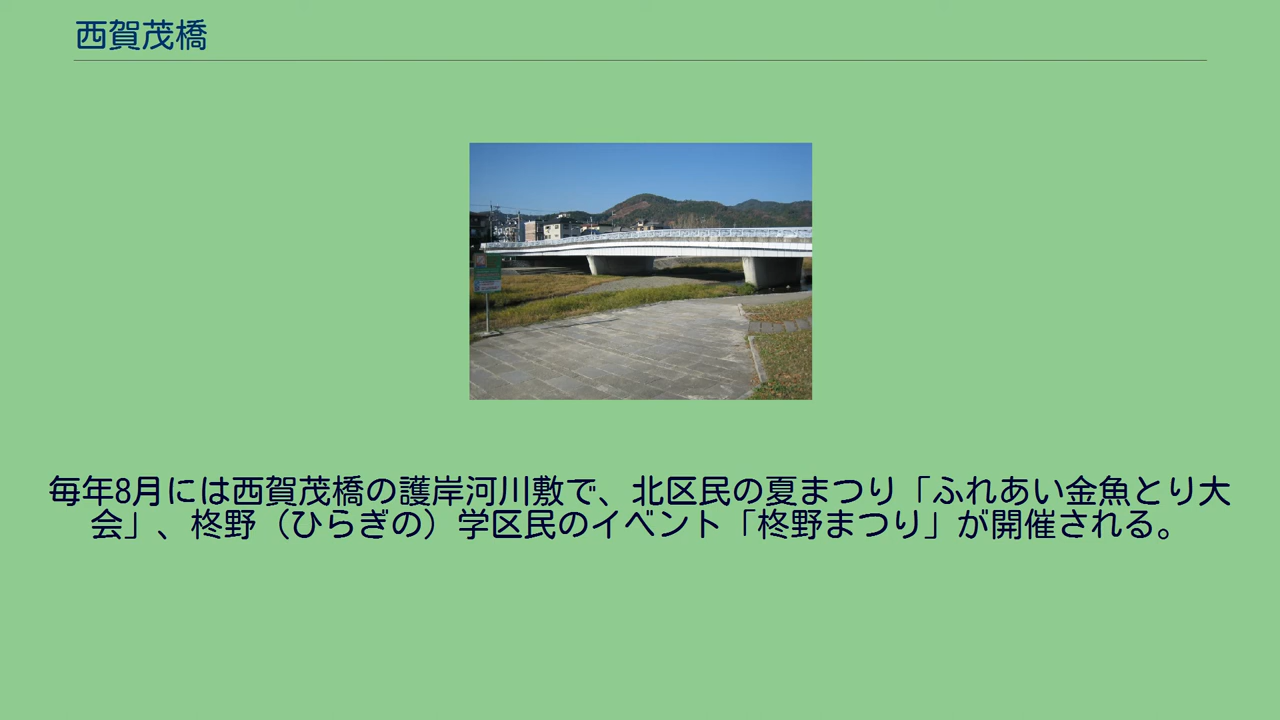 西賀茂橋
毎年8月には西賀茂橋の護岸河川敷で、北区民の夏まつり「ふれあい金魚とり大
会」、柊野（ひらぎの）学区民のイベント「柊野まつり」が開催される。